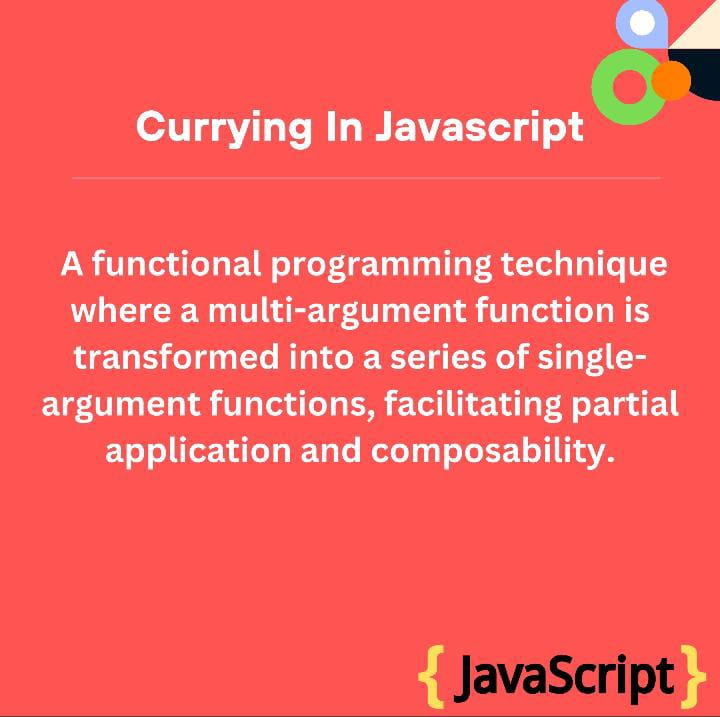 Currying In Javascript
A functional programming technique
where a multi-argument function is
transformed into a series of single-
argument functions, facilitating partial
application and composability.
{ JavaScript }